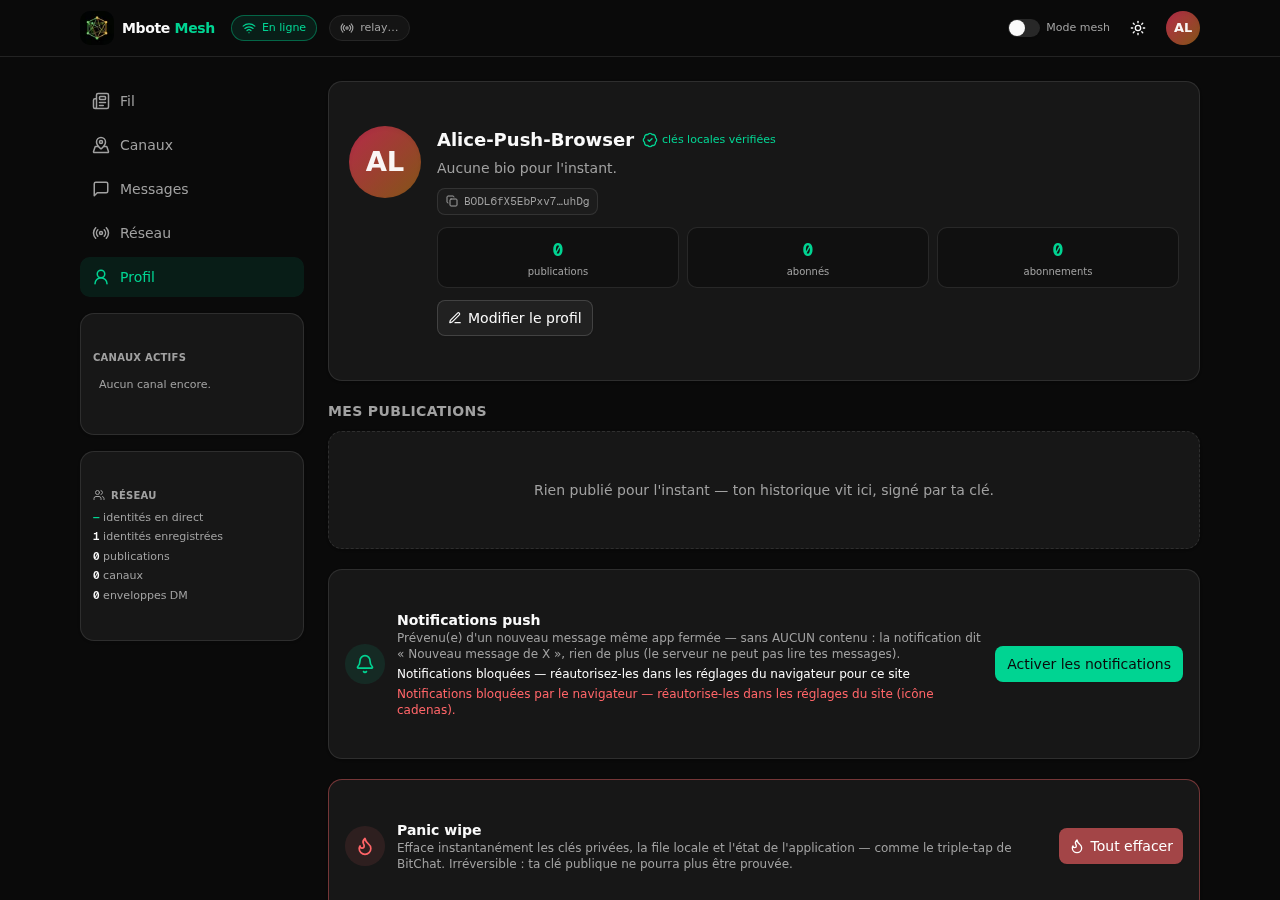 Mbote Mesh
En ligne
relay…
Mode mesh
AL
Fil
Canaux
Messages
Réseau
Profil
CANAUX ACTIFS
Aucun canal encore.
RÉSEAU
– identités en direct
1 identités enregistrées
0 publications
0 canaux
0 enveloppes DM
AL
Alice-Push-Browser
clés locales vérifiées
Aucune bio pour l'instant.
BODL6fX5EbPxv7…uhDg
0
publications
0
abonnés
0
abonnements
Modifier le profil
MES PUBLICATIONS
Rien publié pour l'instant — ton historique vit ici, signé par ta clé.
Notifications push
Prévenu(e) d'un nouveau message même app fermée — sans AUCUN contenu : la notification dit
« Nouveau message de X », rien de plus (le serveur ne peut pas lire tes messages).
Notifications bloquées — réautorisez-les dans les réglages du navigateur pour ce site
Notifications bloquées par le navigateur — réautorise-les dans les réglages du site (icône
cadenas).
Activer les notifications
Panic wipe
Efface instantanément les clés privées, la file locale et l'état de l'application — comme le triple-tap de
BitChat. Irréversible : ta clé publique ne pourra plus être prouvée.
Tout effacer